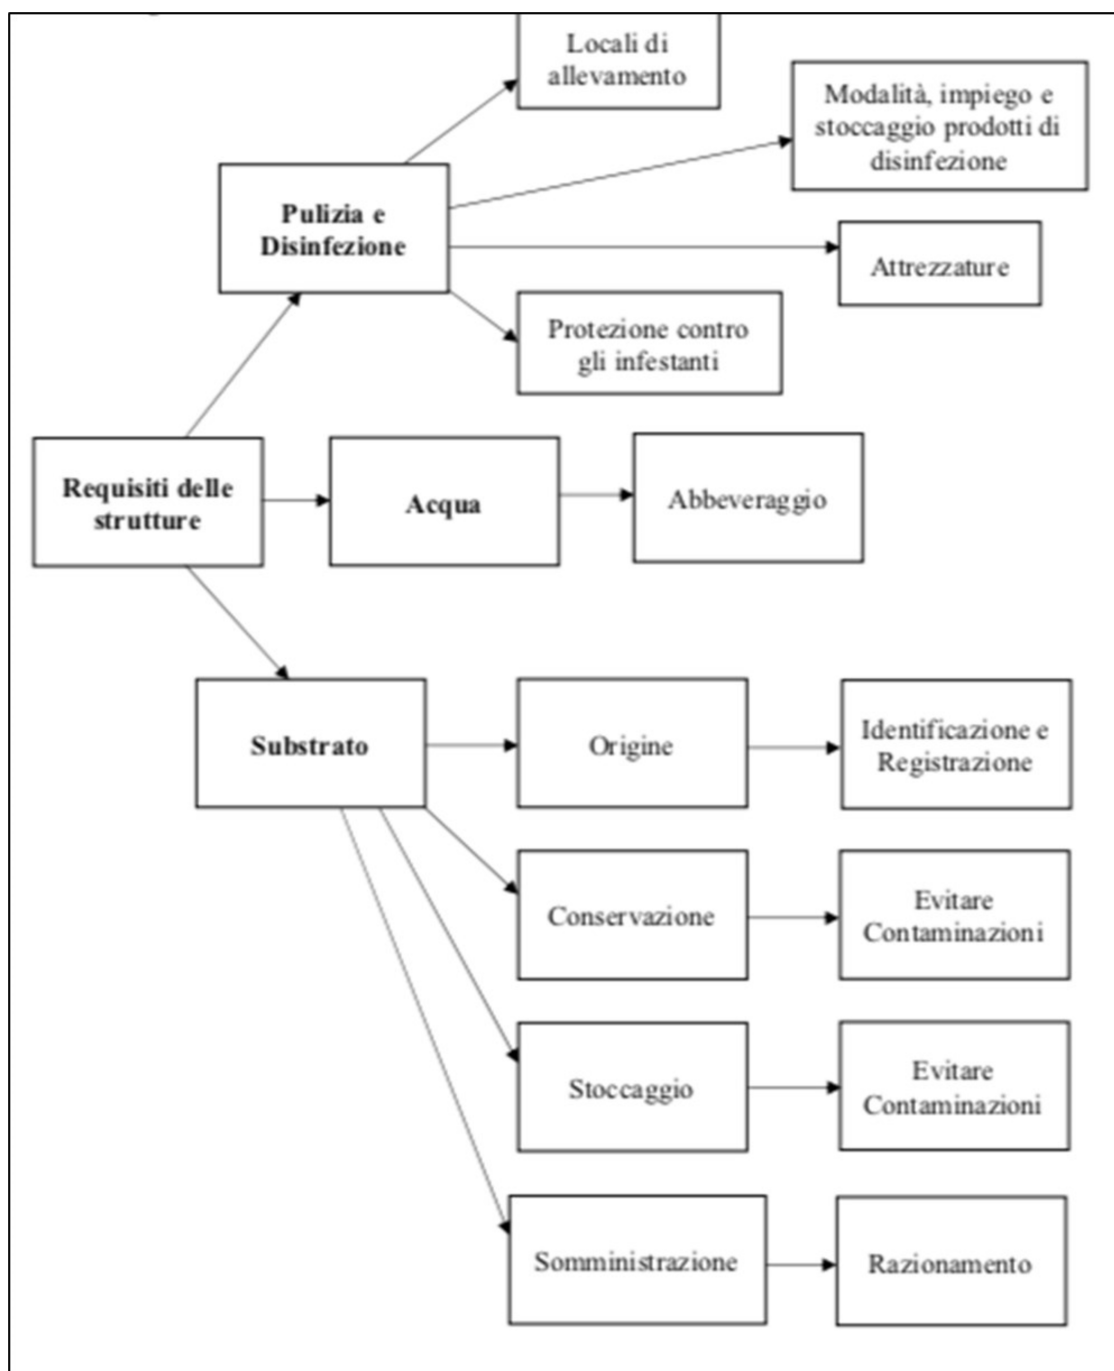 Locali di
allevamento
Modalità, impiego e
stoccaggio prodotti di
disinfezione
Pulizia e
Disinfezione
Attrezzature
Protezione contro
gli infestanti
Requisiti delle
strutture
Acqua
Abbeveraggio
Substrato
Origine
Identificazione e
Registrazione
Conservazione
Evitare
Contaminazioni
Stoccaggio
Evitare
Contaminazioni
Somministrazione
Razionamento